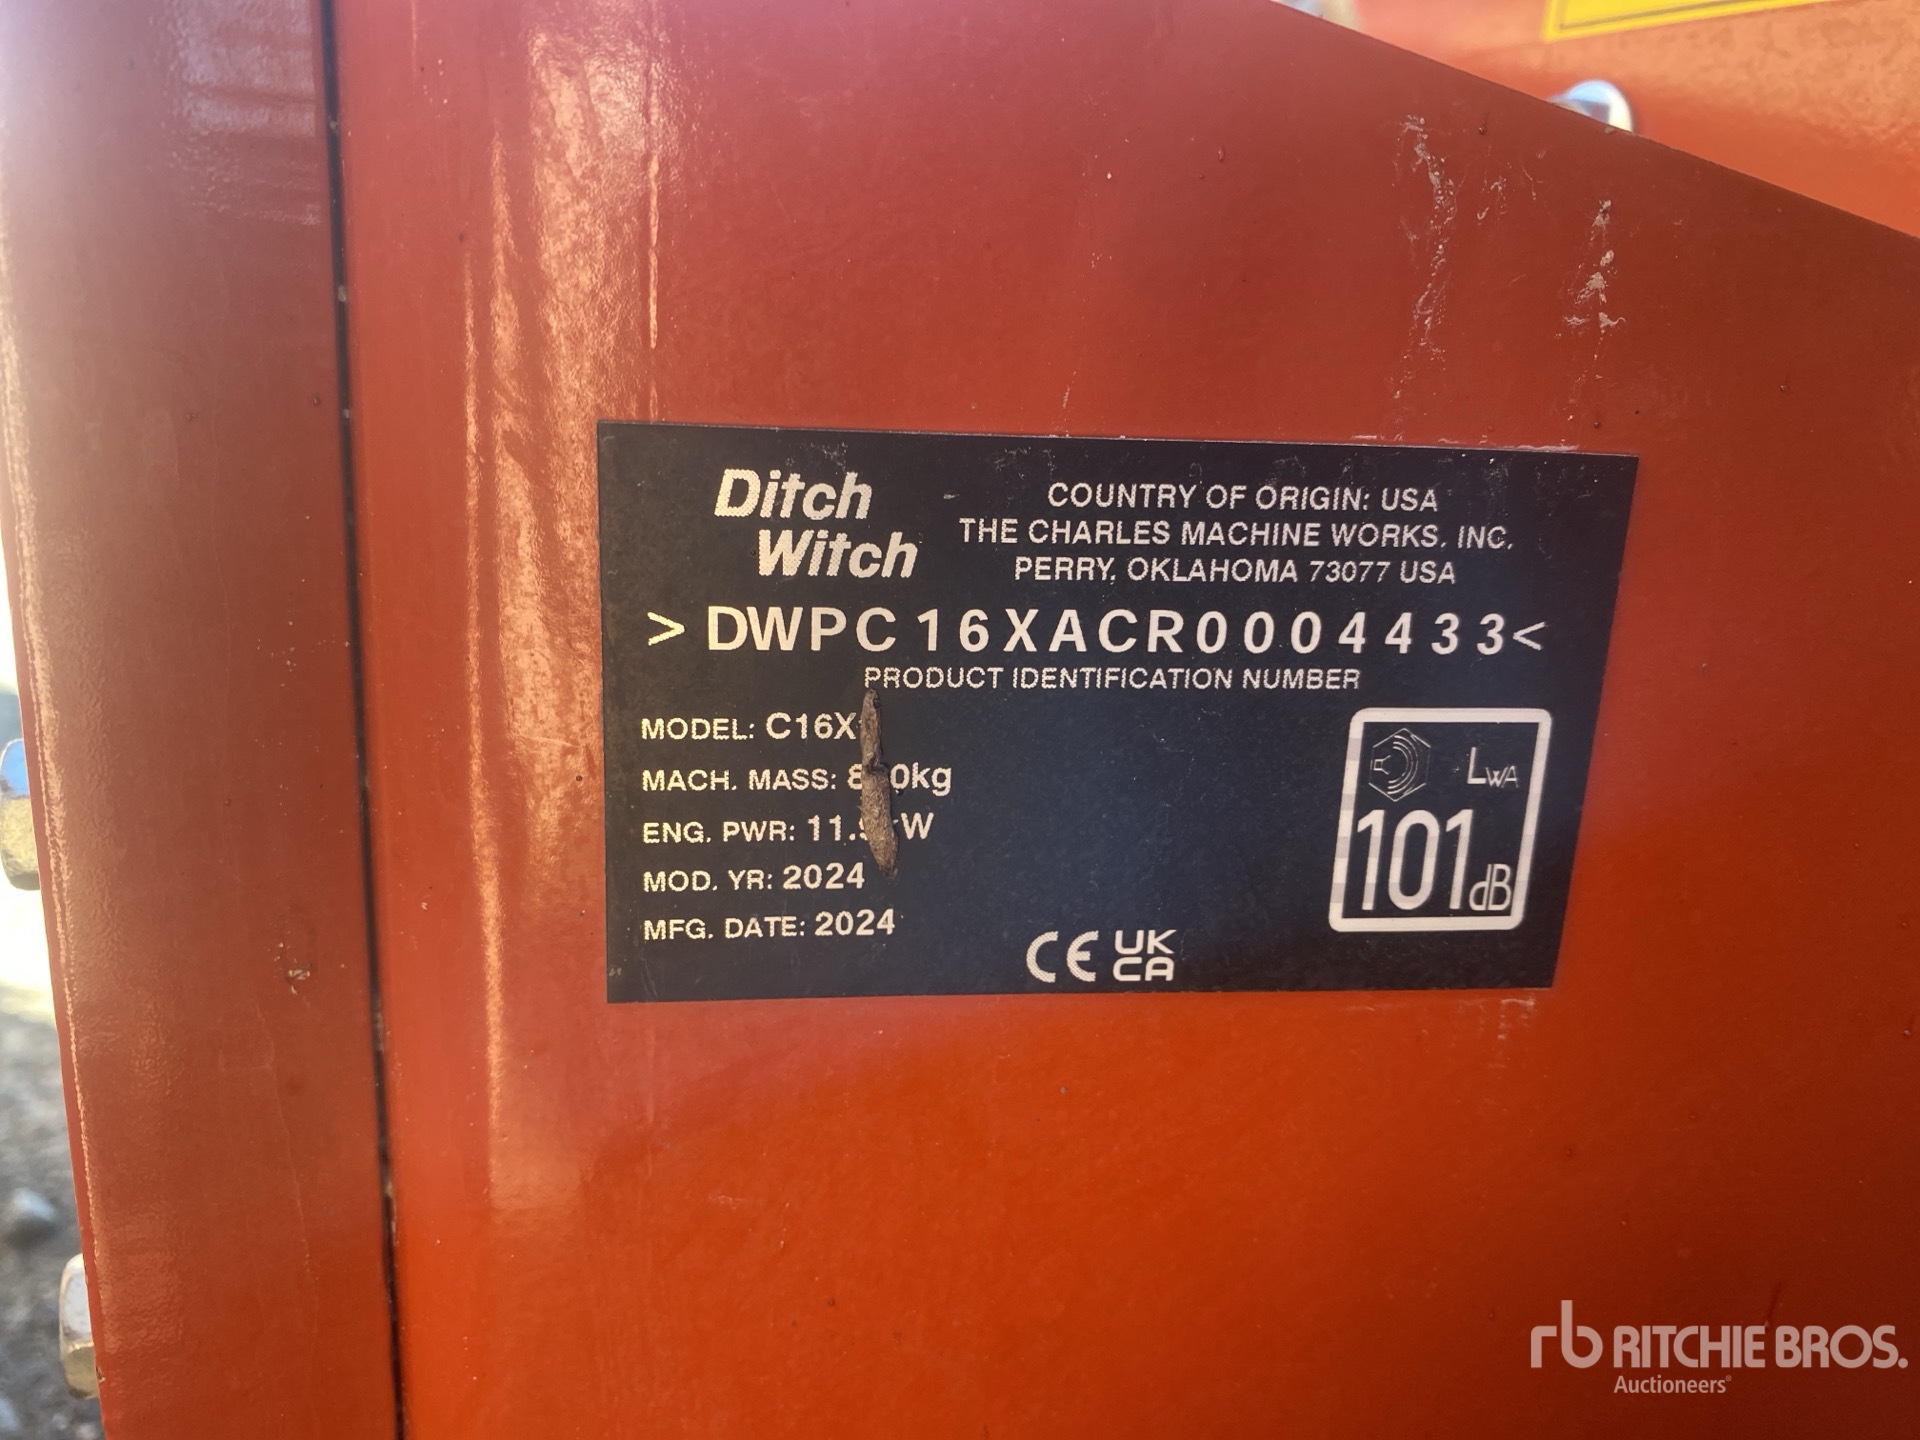 Ditch
Witch
COUNTRY OF ORIGIN: USA
THE CHARLES MACHINE WORKS, INC.
PERRY, OKLAHOMA 73077 USA
>DWPC16XACR0004433<
PRODUCT IDENTIFICATION NUMBER
MODEL:
MACH. MASS:
ENG. PWR:
MOD. YR: 2024
MFG. DATE: 2024
LWA
101dB
CE UK
CA
rb RITCHIE BROS.
Auctioneers®